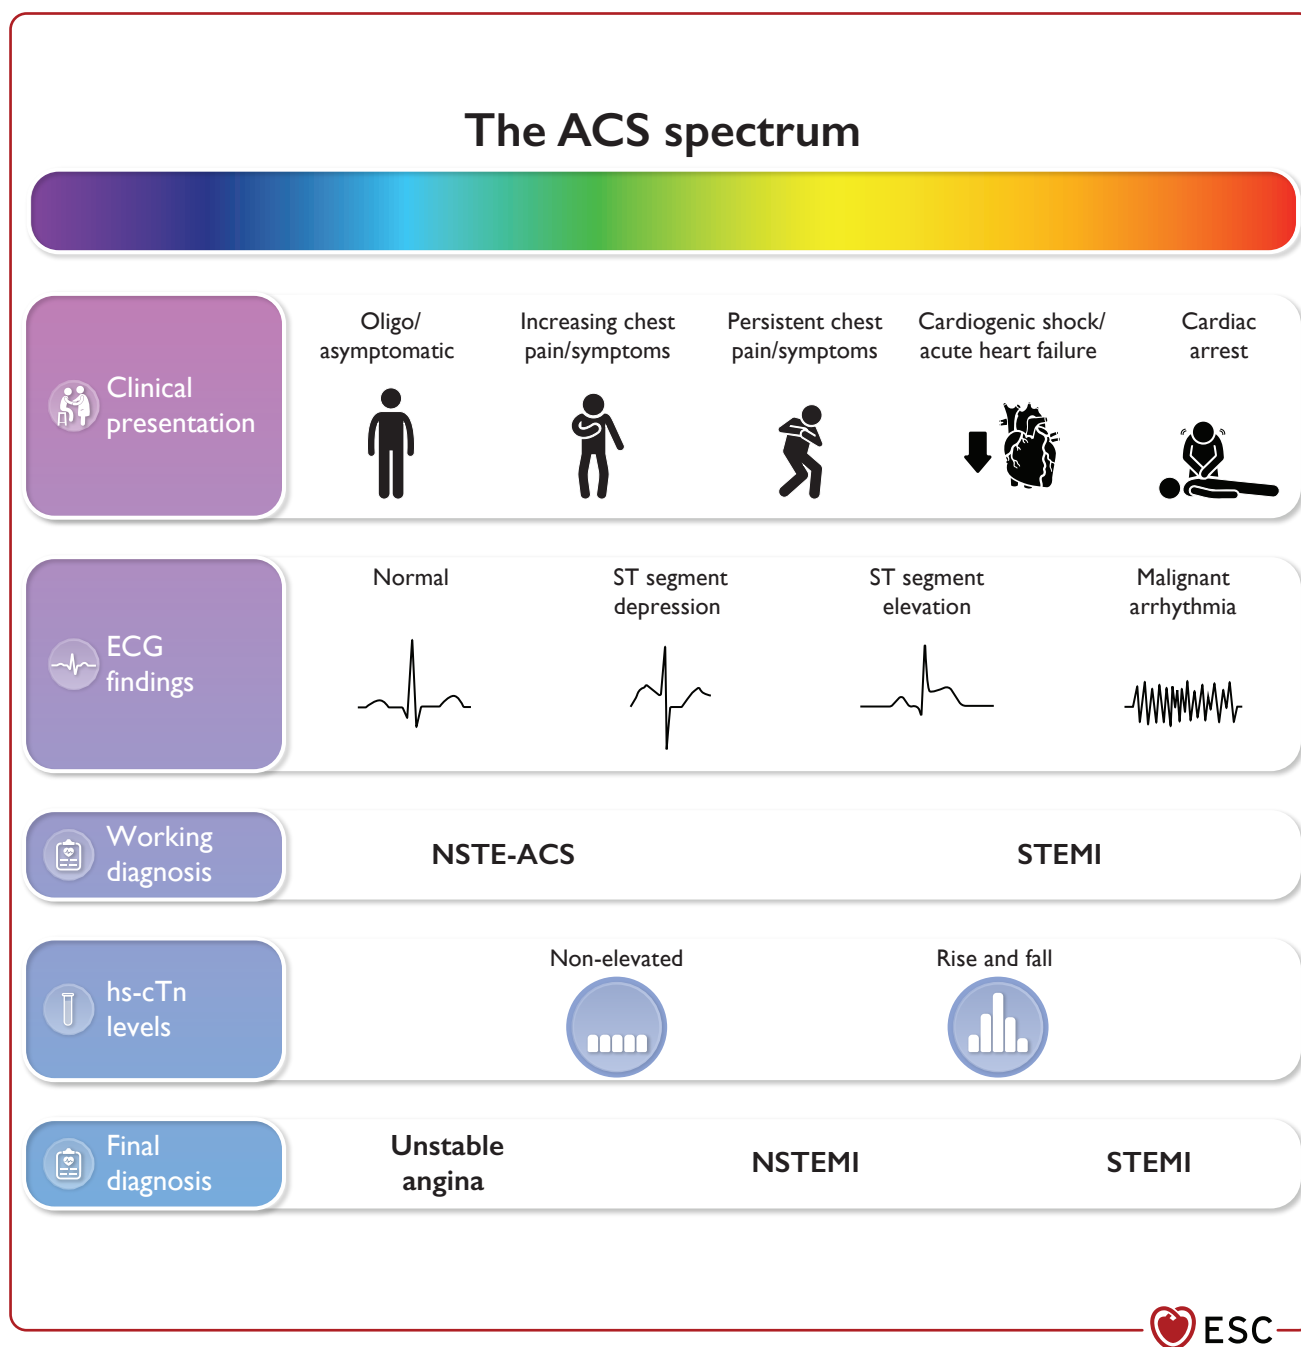 The ACS spectrum
Clinical
presentation
Oligo/
asymptomatic
Increasing chest
pain/symptoms
Persistent chest
pain/symptoms
Cardiogenic shock/
acute heart failure
Cardiac
arrest
ECG
findings
Normal
ST segment
depression
ST segment
elevation
Malignant
arrhythmia
Working
diagnosis
NSTE-ACS
STEMI
hs-cTn
levels
Non-elevated
Rise and fall
Final
diagnosis
Unstable
angina
NSTEMI
STEMI
ESC